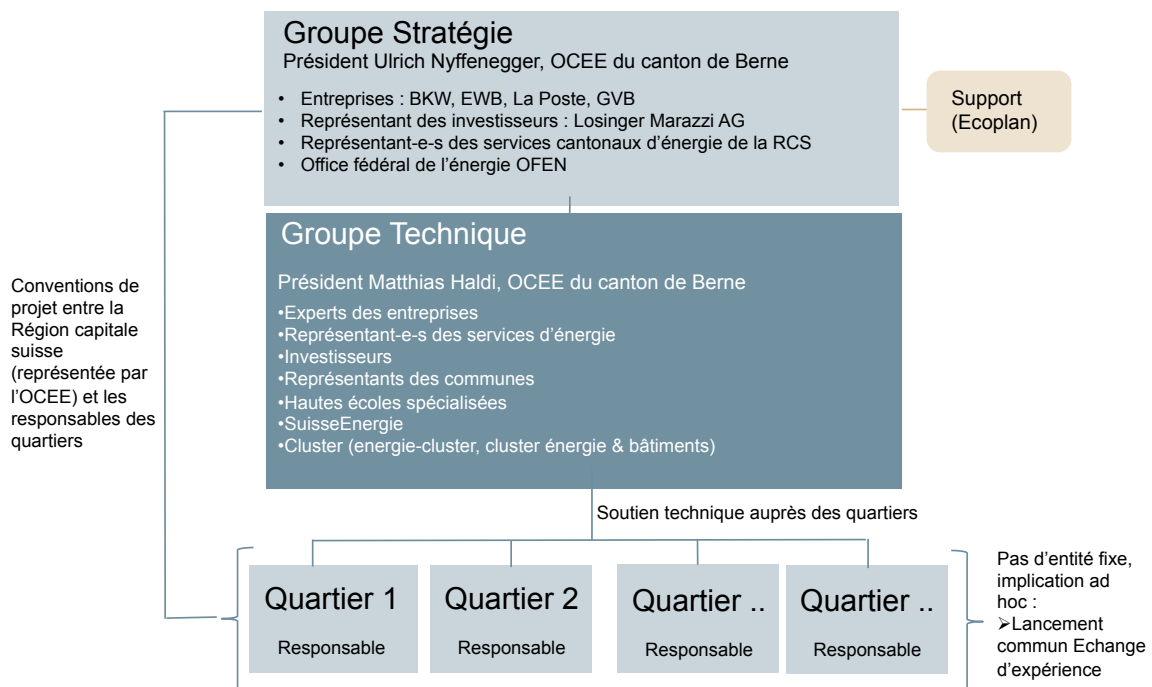 Groupe Stratégie
Président Ulrich Nyffenegger, OCEE du canton de Berne
• Entreprises : BKW, EWB, La Poste, GVB
• Représentant des investisseurs : Losinger Marazzi AG
• Représentant-e-s des services cantonaux d’énergie de la RCS
• Office fédéral de l’énergie OFEN
Support
(Ecoplan)
Groupe Technique
Président Matthias Haldi, OCEE du canton de Berne
•Experts des entreprises
•Représentant-e-s des services d’énergie
•Investisseurs
•Représentants des communes
•Hautes écoles spécialisées
•SuisseEnergie
•Cluster (energie-cluster, cluster énergie & bâtiments)
Conventions de
projet entre la
Région capitale
suisse
(représentée par
l’OCEE) et les
responsables des
quartiers
Soutien technique auprès des quartiers
Quartier 1
Responsable
Quartier 2
Responsable
Quartier ..
Responsable
Quartier ..
Responsable
Pas d’entité fixe,
implication ad
hoc :
➢Lancement
commun Echange
d’expérience